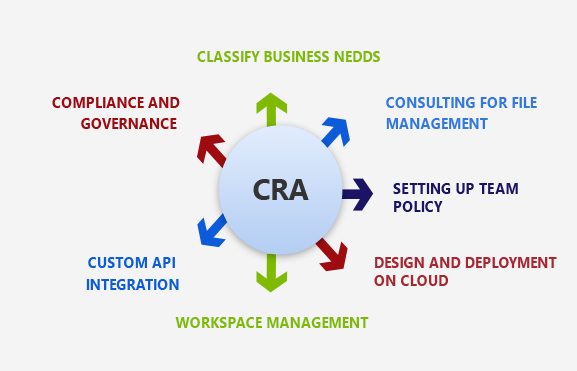 CLASSIFY BUSINESS NEDDS
COMPLIANCE AND
GOVERNANCE
CONSULTING FOR FILE
MANAGEMENT
CRA
SETTING UP TEAM
POLICY
CUSTOM API
INTEGRATION
DESIGN AND DEPLOYMENT
ON CLOUD
WORKSPACE MANAGEMENT